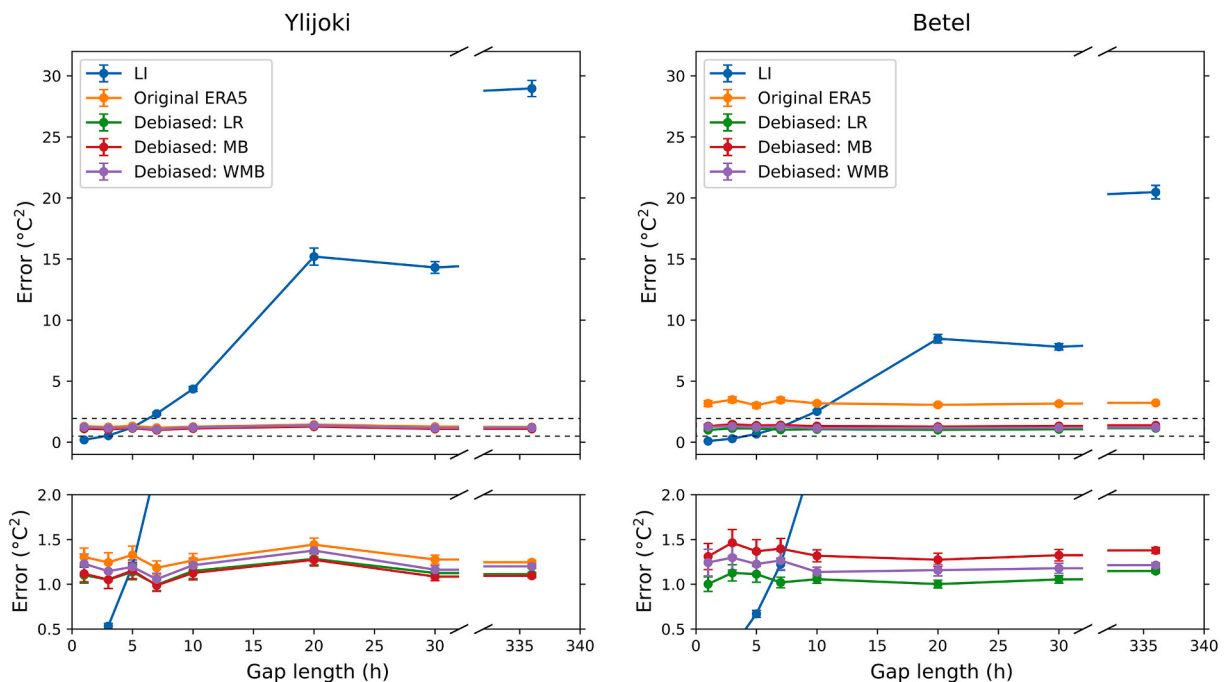 Ylijoki
Error (°C²)
30
25
20
15
10
5
0
LI
Original ERA5
Debiased: LR
Debiased: MB
Debiased: WMB
Error (°C²)
2.0
1.5
1.0
0.5
0 5 10 15 20 25 30 335 340
Gap length (h)
Betel
Error (°C²)
30
25
20
15
10
5
0
LI
Original ERA5
Debiased: LR
Debiased: MB
Debiased: WMB
Error (°C²)
2.0
1.5
1.0
0.5
0 5 10 15 20 25 30 335 340
Gap length (h)